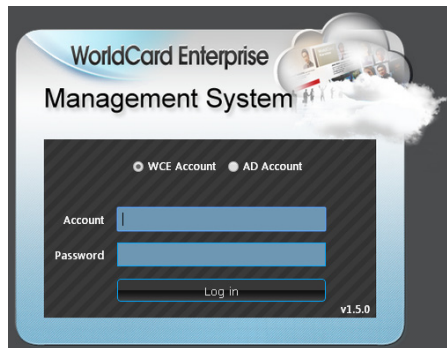 WorldCard Enterprise
Management System
WCE Account AD Account
Account
Password
Log in
v1.5.0